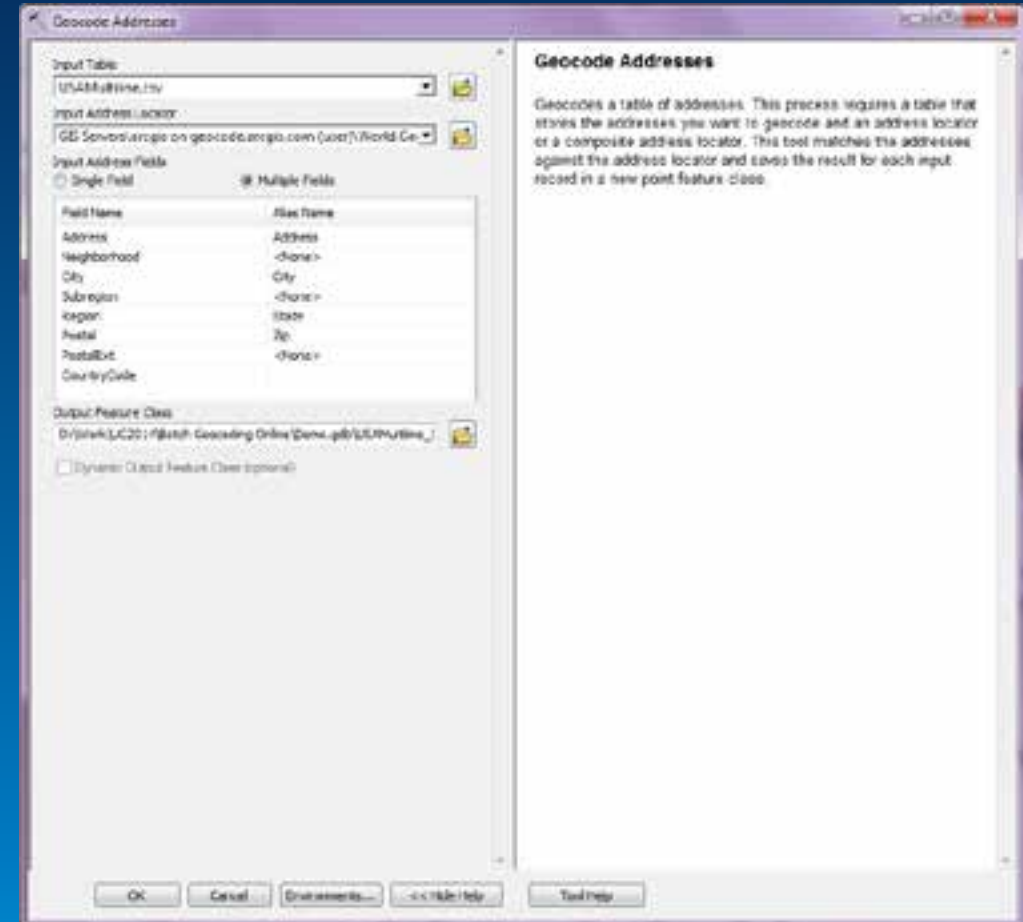 Geocode Addresses
Input Table
USAMultiline.csv
Input Address Locator
GIS Servers\arcgis on geocode.arcgis.com (user)\World Ge
Input Address Fields
Single Field
Multiple Fields
Field Name Alias Name
Address Address
Neighborhood <None>
City City
Subregion <None>
Region State
Postal Zip
PostalExt <None>
CountryCode
Output Feature Class
Batch Geocoding Online\Demo.gdb\
Dynamic Output Feature Class (optional)
OK
Cancel
Environments...
<< Hide Help
Tool Help
Geocode Addresses
Geocodes a table of addresses. This process requires a table that
stores the addresses you want to geocode and an address locator
or a composite address locator. This tool matches the addresses
against the address locator and saves the result for each input
record in a new point feature class.